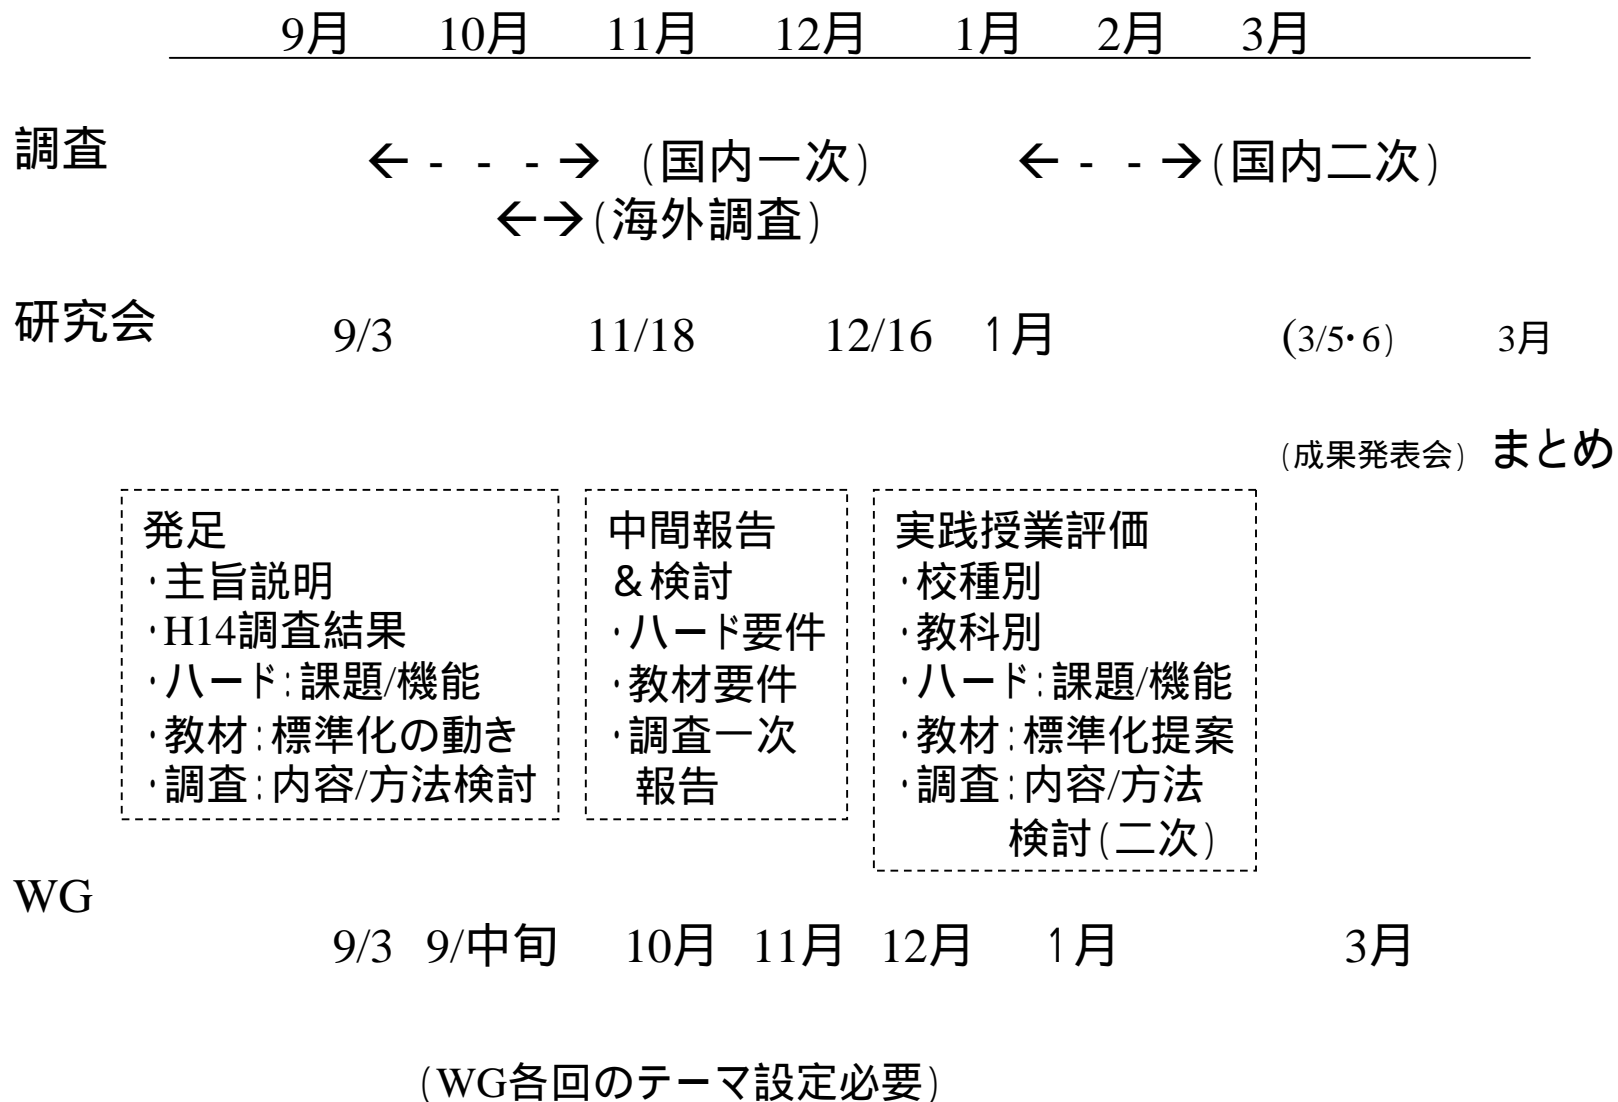 9月 10月 11月 12月 1月 2月 3月
調査
← - - - → (国内一次) ← - - → (国内二次)
←→(海外調査)
研究会
9/3 11/18 12/16 1月 (3/5・6) 3月
(成果発表会) まとめ
発足
・主旨説明
・H14調査結果
・ハード:課題/機能
・教材:標準化の動き
・調査:内容/方法検討
中間報告
&検討
・ハード要件
・教材要件
・調査一次
報告
実践授業評価
・校種別
・教科別
・ハード:課題/機能
・教材:標準化提案
・調査:内容/方法
検討(二次)
WG
9/3 9/中旬 10月 11月 12月 1月 3月
(WG各回のテーマ設定必要)